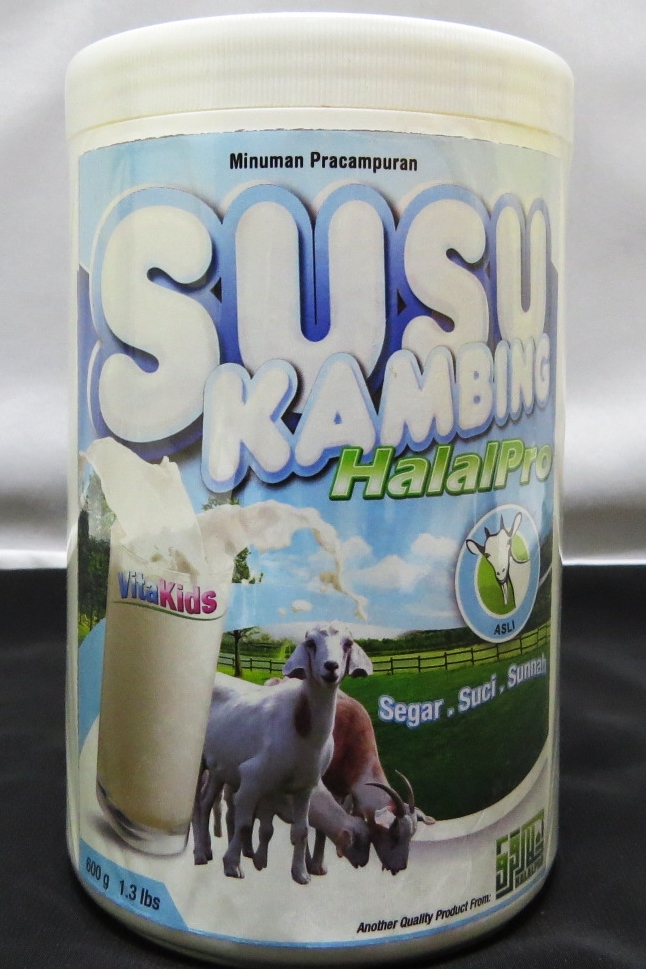 Minuman Pracampuran
SUSU
KAMBING
HalalPro
VitaKids
ASLI
Segar . Suci . Sunnah
600 g 1.3 lbs
Another Quality Product From: